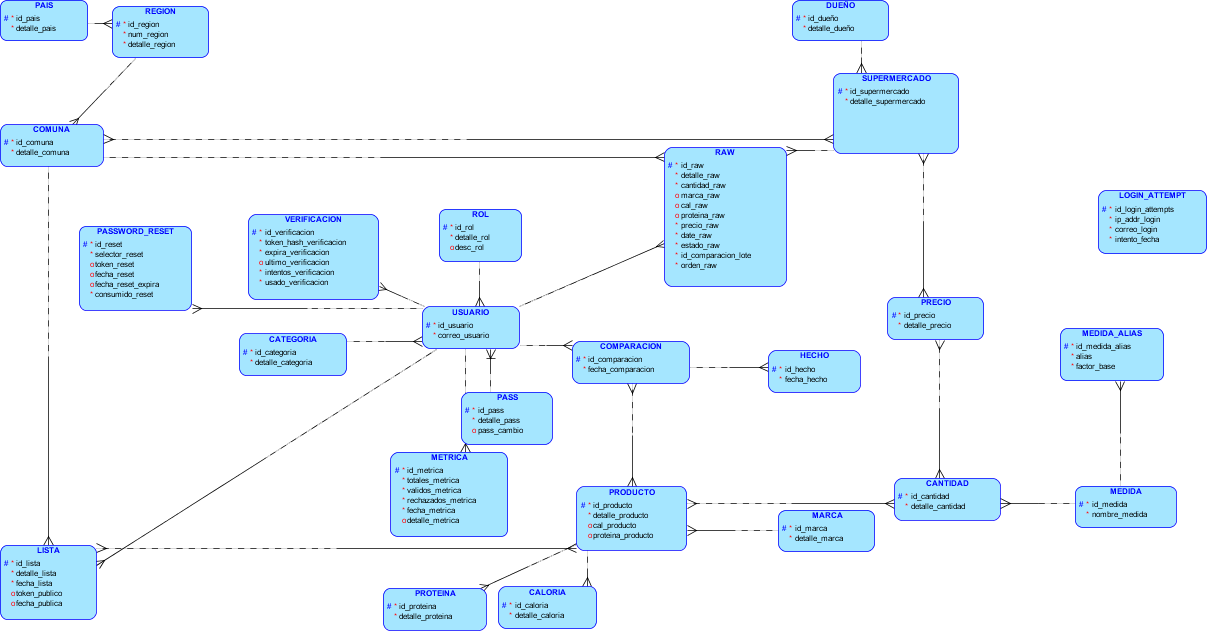 PAIS
# * id_pais
* detalle_pais
REGION
# * id_region
* num_region
* detalle_region
DUEÑO
# * id_dueño
* detalle_dueño
SUPERMERCADO
# * id_supermercado
* detalle_supermercado
COMUNA
# * id_comuna
* detalle_comuna
RAW
# * id_raw
* detalle_raw
* cantidad_raw
o marca_raw
o cal_raw
o proteina_raw
* precio_raw
* date_raw
* estado_raw
* id_comparacion_lote
* orden_raw
LOGIN_ATTEMPT
# * id_login_attempts
* ip_addr_login
* correo_login
* intento_fecha
PASSWORD_RESET
# * id_reset
* selector_reset
o token_reset
o fecha_reset
o fecha_reset_expira
* consumido_reset
VERIFICACION
# * id_verificacion
* token_hash_verificacion
* expira_verificacion
o ultimo_verificacion
* intentos_verificacion
* usado_verificacion
ROL
# * id_rol
* detalle_rol
o desc_rol
USUARIO
# * id_usuario
* correo_usuario
PRECIO
# * id_precio
* detalle_precio
CATEGORIA
# * id_categoria
* detalle_categoria
COMPARACION
# * id_comparacion
* fecha_comparacion
HECHO
# * id_hecho
* fecha_hecho
MEDIDA_ALIAS
# * id_medida_alias
* alias
* factor_base
PASS
# * id_pass
* detalle_pass
o pass_cambio
METRICA
# * id_metrica
* totales_metrica
* validos_metrica
* rechazados_metrica
* fecha_metrica
o detalle_metrica
PRODUCTO
# * id_producto
* detalle_producto
o cal_producto
o proteina_producto
CANTIDAD
# * id_cantidad
* detalle_cantidad
MEDIDA
# * id_medida
* nombre_medida
MARCA
# * id_marca
* detalle_marca
LISTA
# * id_lista
* detalle_lista
* fecha_lista
o token_publico
o fecha_publica
PROTEINA
# * id_proteina
* detalle_proteina
CALORIA
# * id_caloria
* detalle_caloria